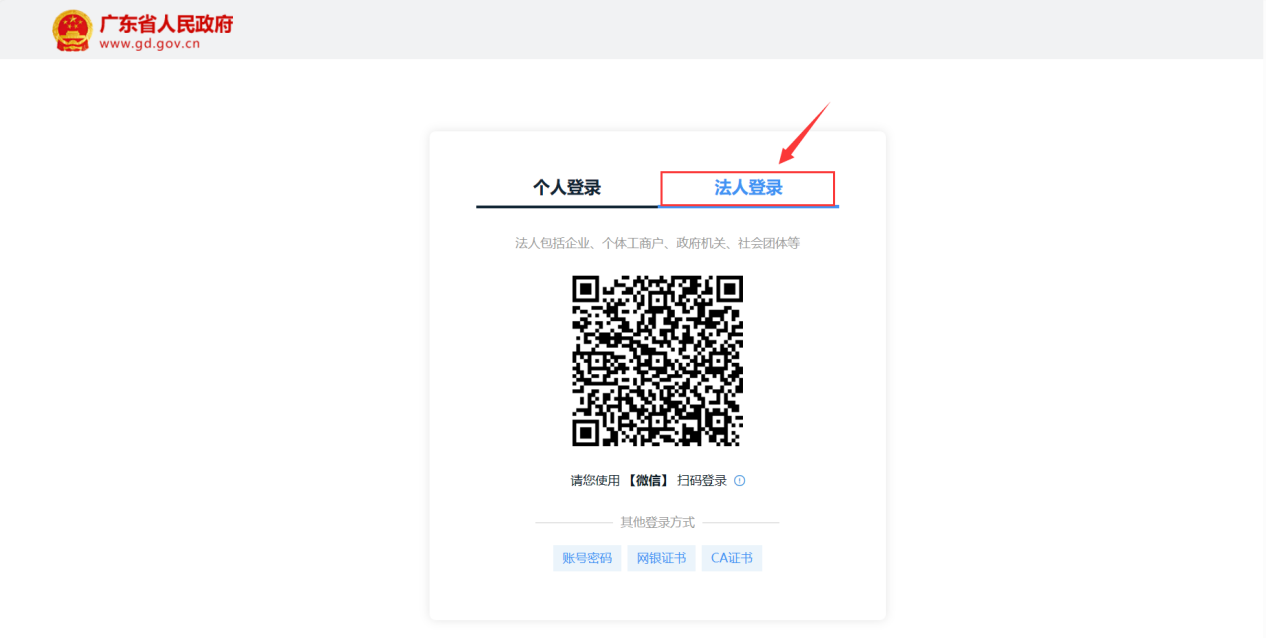 广东省人民政府
www.gd.gov.cn
个人登录
法人登录
法人包括企业、个体工商户、政府机关、社会团体等
请您使用【微信】扫码登录
其他登录方式
账号密码
网银证书
CA证书